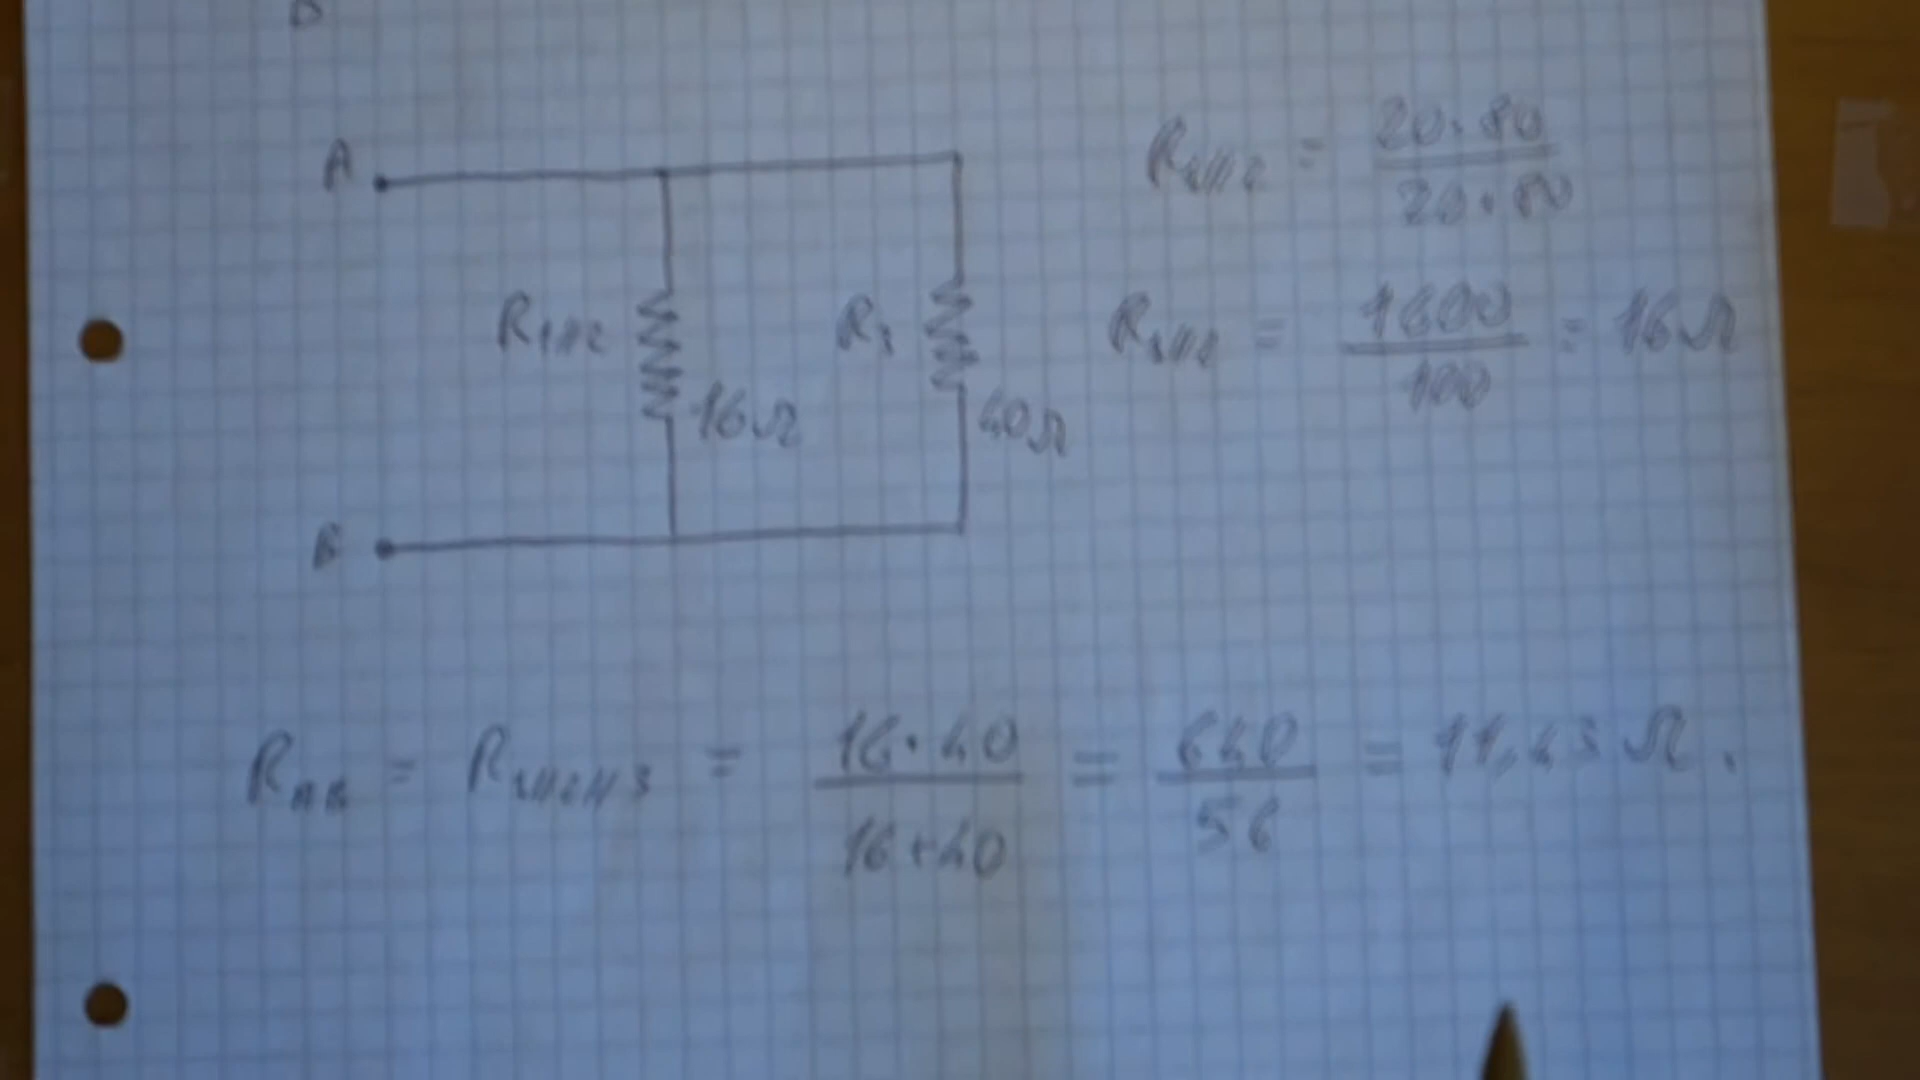 B
A
R1//2 = 20·80 / 20·80
R1//2 16Ω R3 40Ω
R1//2 = 1600 / 100 = 16Ω
B
RAB = R1//2//3 = 16·40 / 16+40 = 640 / 56 = 11,43 Ω.